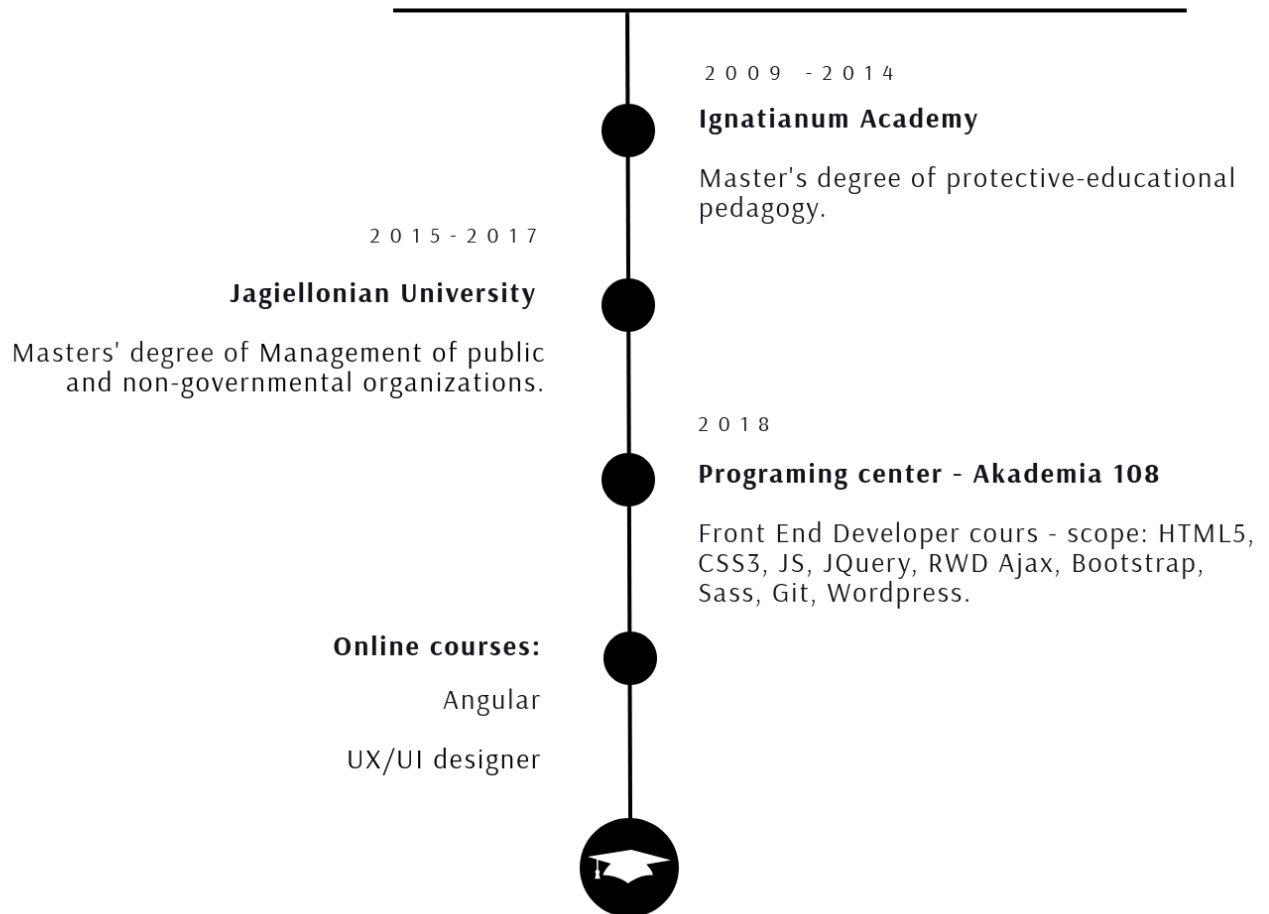 2009 -2014
Ignatianum Academy
Master's degree of protective-educational
pedagogy.
2015-2017
Jagiellonian University
Masters' degree of Management of public
and non-governmental organizations.
2018
Programing center - Akademia 108
Front End Developer cours - scope: HTML5,
CSS3, JS, JQuery, RWD Ajax, Bootstrap,
Sass, Git, Wordpress.
Online courses:
Angular
UX/UI designer